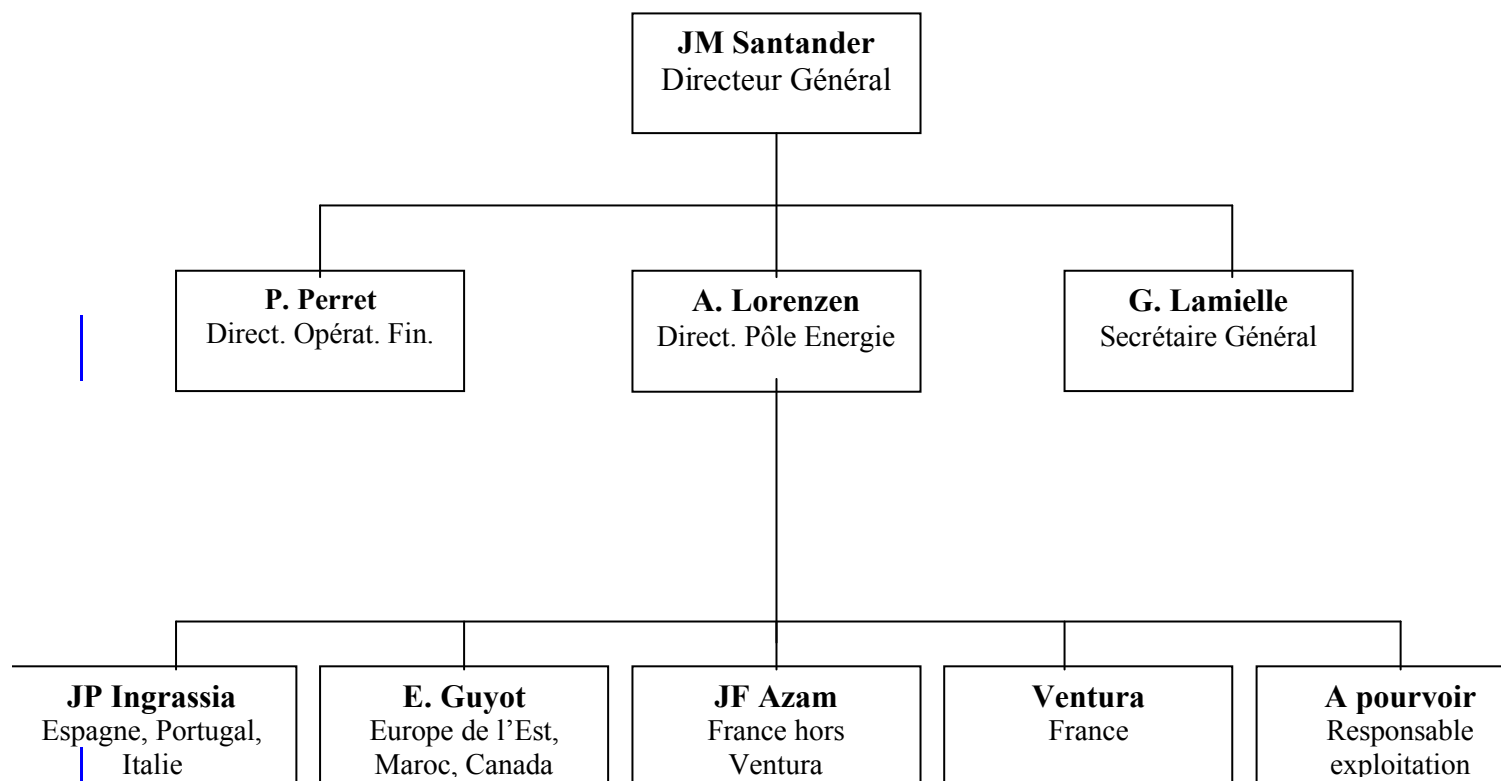 JM Santander
Directeur Général
P. Perret
Direct. Opérat. Fin.
A. Lorenzen
Direct. Pôle Energie
G. Lamielle
Secrétaire Général
JP Ingrassia
Espagne, Portugal,
Italie
E. Guyot
Europe de l’Est,
Maroc, Canada
JF Azam
France hors
Ventura
Ventura
France
A pourvoir
Responsable
exploitation